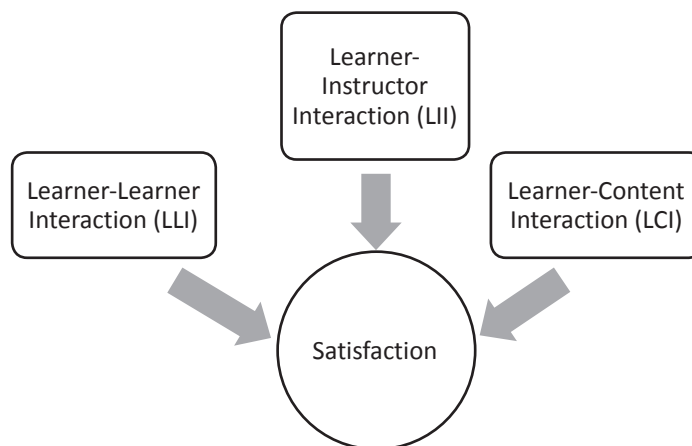 Learner-
Instructor
Interaction (LII)
Learner-Learner
Interaction (LLI)
Learner-Content
Interaction (LCI)
Satisfaction